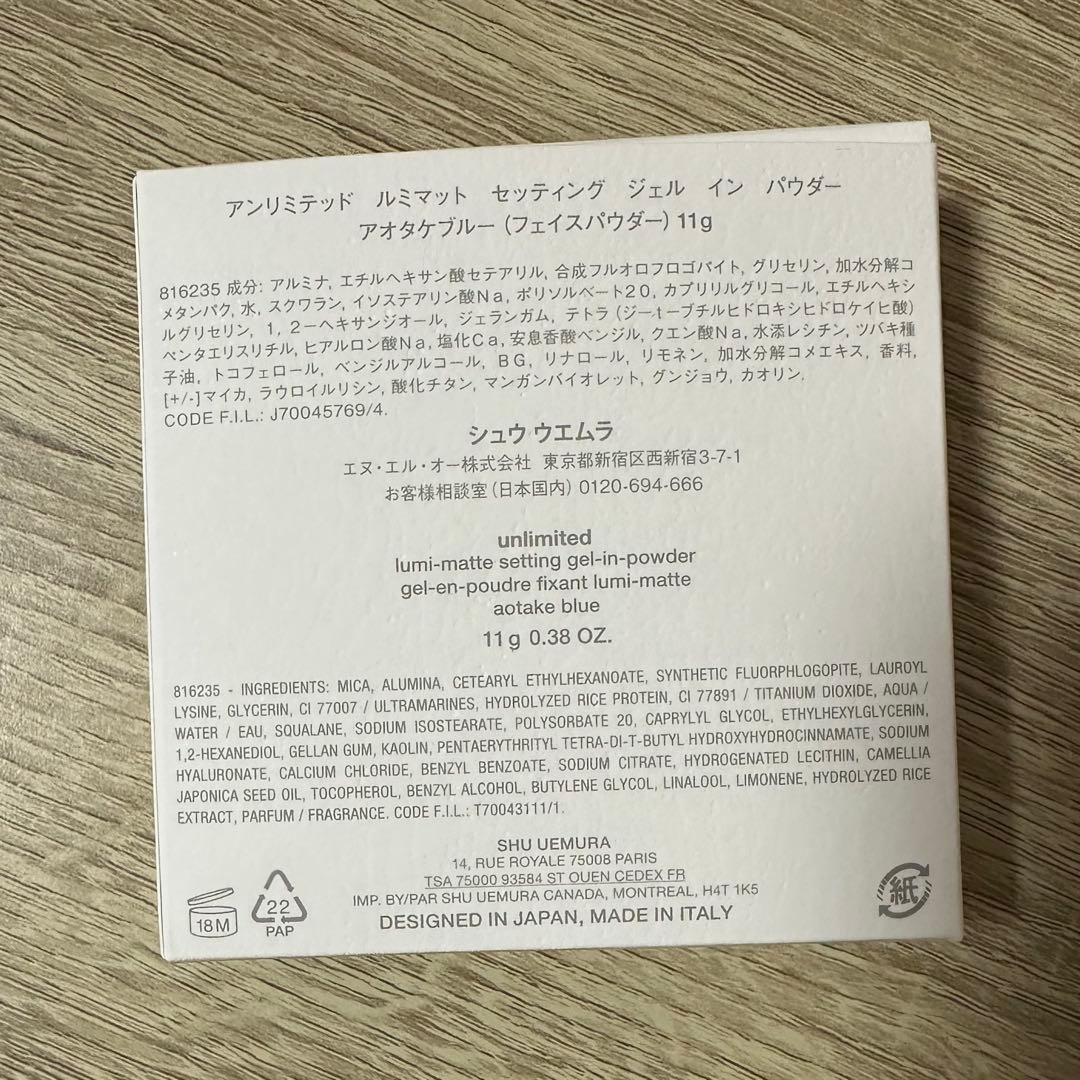 アンリミテッド ルミマット セッティング ジェル イン パウダー
アオタケブルー (フェイスパウダー) 11g
816235 成分: アルミナ, エチルヘキサン酸セテアリル, 合成フルオロフロゴパイト, グリセリン, 加水分解コ
メタンパク, 水, スクワラン, イソステアリン酸Na, ポリソルベート20, カプリリルグリコール, エチルヘキシ
ルグリセリン, 1, 2-ヘキサンジオール, ジェランガム, テトラ (ジ-t-ブチルヒドロキシヒドロケイヒ酸)
ペンタエリスリチル, ヒアルロン酸Na, 塩化Ca, 安息香酸ベンジル, クエン酸Na, 水添レシチン, ツバキ種
子油, トコフェロール, ベンジルアルコール, BG, リナロール, リモネン, 加水分解コメエキス, 香料,
[+/-]マイカ, ラウロイルリシン, 酸化チタン, マンガンバイオレット, グンジョウ, カオリン.
CODE F.I.L.: J70045769/4.
シュウ ウエムラ
エヌ・エル・オー株式会社 東京都新宿区西新宿3-7-1
お客様相談室 (日本国内) 0120-694-666
unlimited
lumi-matte setting gel-in-powder
gel-en-poudre fixant lumi-matte
aotake blue
11 g 0.38 OZ.
816235 - INGREDIENTS: MICA, ALUMINA, CETEARYL ETHYLHEXANOATE, SYNTHETIC FLUORPHLOGOPITE, LAUROYL
LYSINE, GLYCERIN, CI 77007 / ULTRAMARINES, HYDROLYZED RICE PROTEIN, CI 77891 / TITANIUM DIOXIDE, AQUA /
WATER / EAU, SQUALANE, SODIUM ISOSTEARATE, POLYSORBATE 20, CAPRYLYL GLYCOL, ETHYLHEXYLGLYCERIN,
1,2-HEXANEDIOL, GELLAN GUM, KAOLIN, PENTAERYTHRITYL TETRA-DI-T-BUTYL HYDROXYHYDROCINNAMATE, SODIUM
HYALURONATE, CALCIUM CHLORIDE, BENZYL BENZOATE, SODIUM CITRATE, HYDROGENATED LECITHIN, CAMELLIA
JAPONICA SEED OIL, TOCOPHEROL, BENZYL ALCOHOL, BUTYLENE GLYCOL, LINALOOL, LIMONENE, HYDROLYZED RICE
EXTRACT, PARFUM / FRAGRANCE. CODE F.I.L.: T70043111/1.
SHU UEMURA
14, RUE ROYALE 75008 PARIS
TSA 75000 93584 ST OUEN CEDEX FR
IMP. BY/PAR SHU UEMURA CANADA, MONTREAL, H4T 1K5
DESIGNED IN JAPAN, MADE IN ITALY
18 M
22
PAP
紙